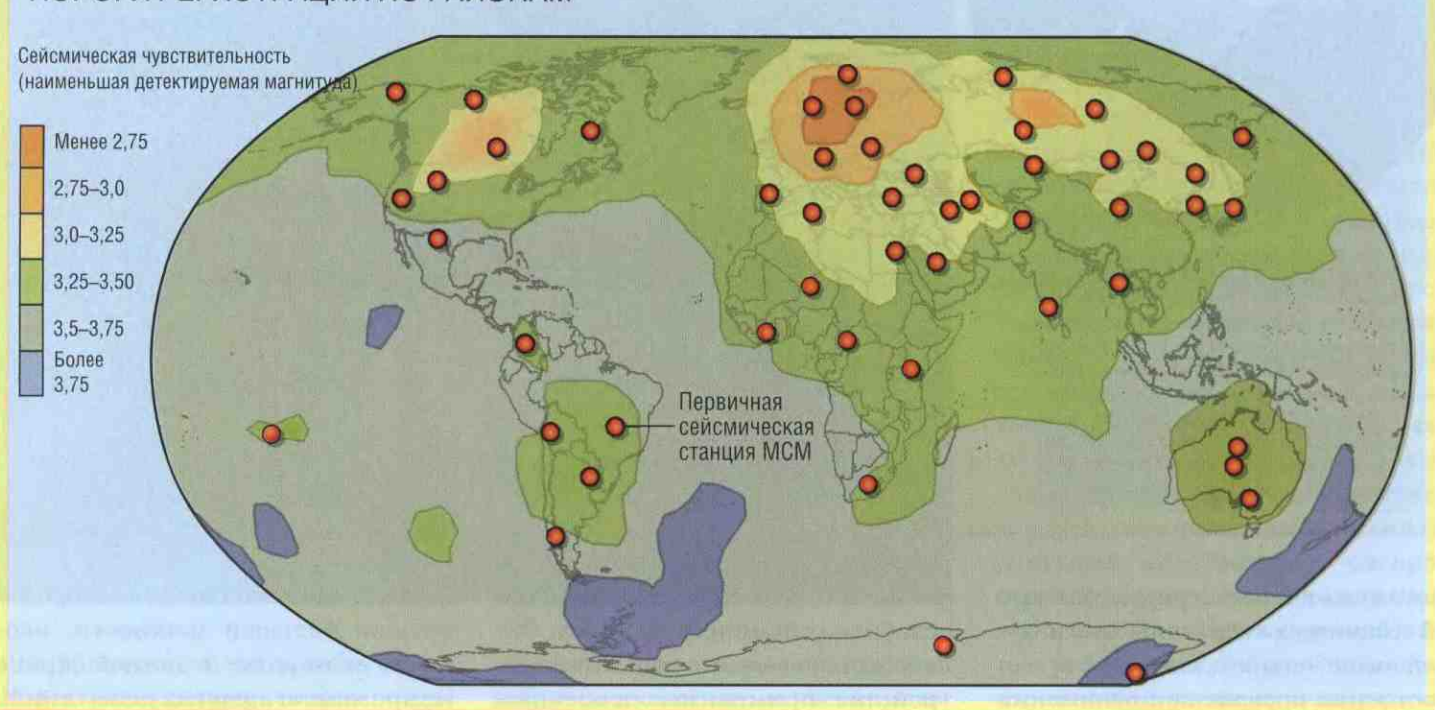 Сейсмическая чувствительность
(наименьшая детектируемая магнитуда)
Менее 2,75
2,75–3,0
3,0–3,25
3,25–3,50
3,5–3,75
Более
3,75
Первичная
сейсмическая
станция МСМ